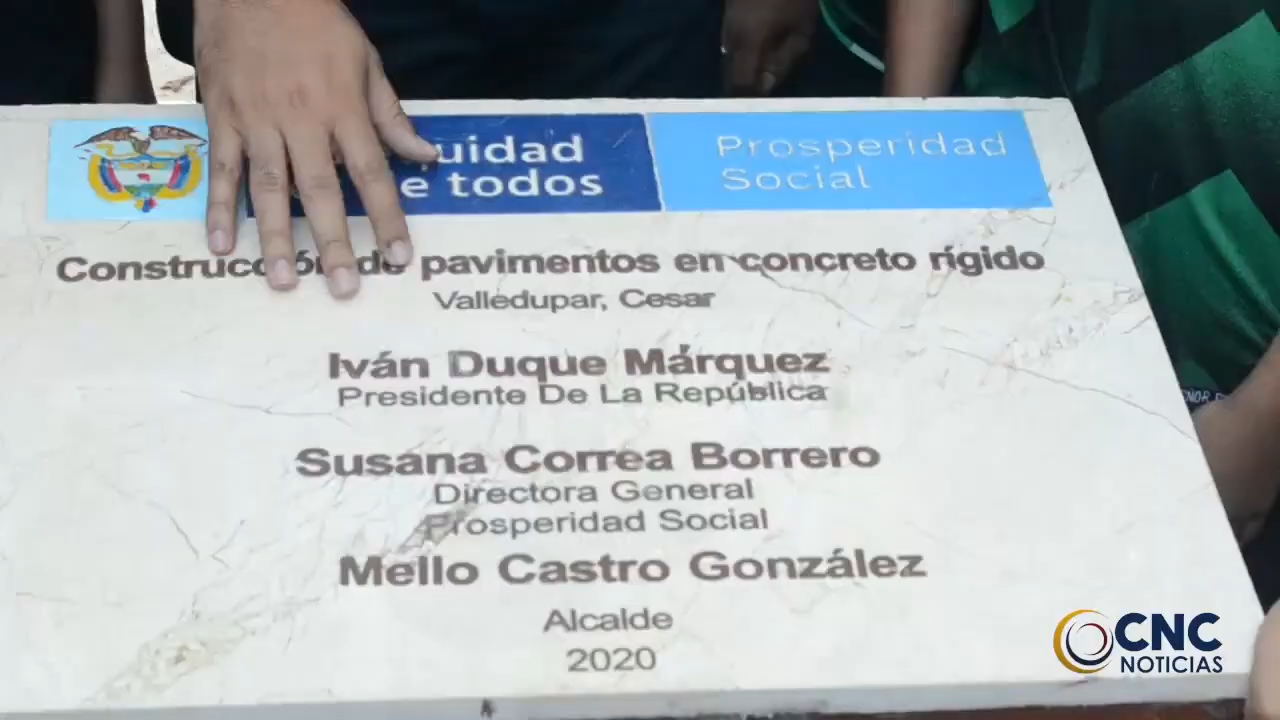 uidad
e todos
Prosperidad
Social
Construcción de pavimentos en concreto rígido
Valledupar, Cesar
Iván Duque Márquez
Presidente De La República
Susana Correa Borrero
Directora General
Prosperidad Social
Mello Castro González
Alcalde
2020
CNC
NOTICIAS